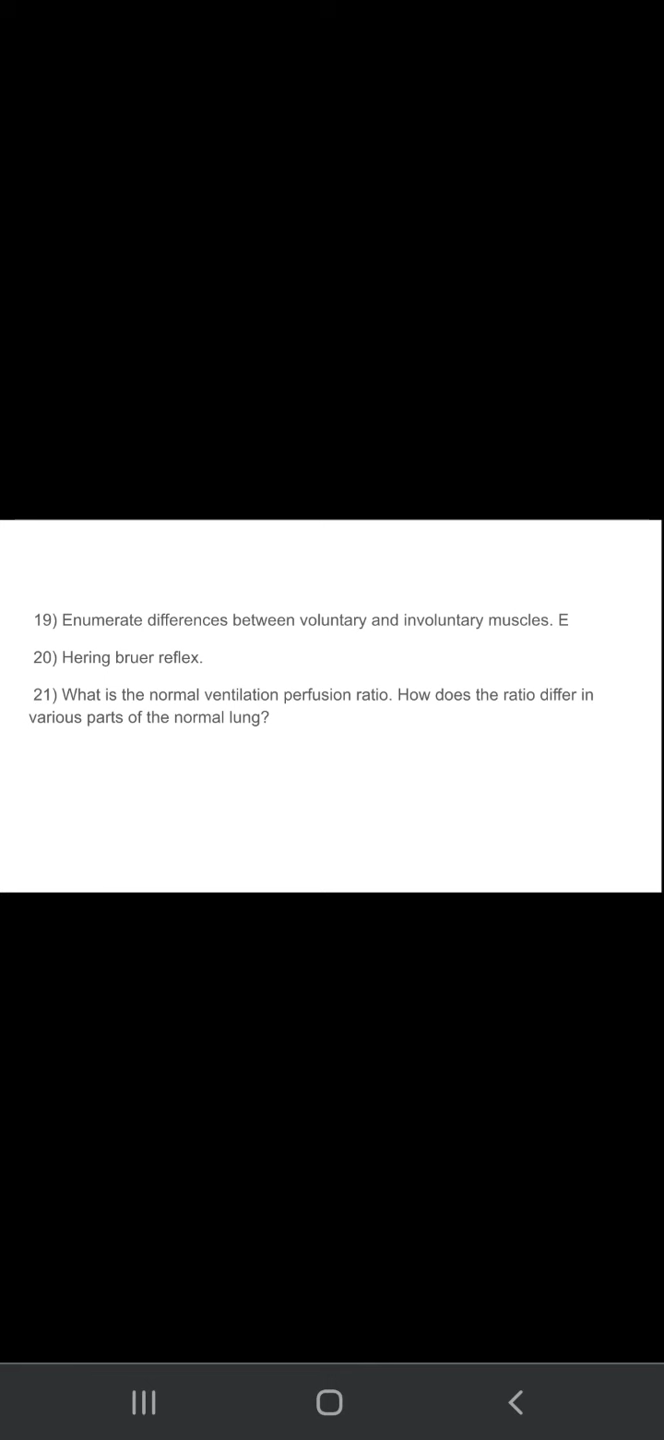 19) Enumerate differences between voluntary and involuntary muscles. E
20) Hering bruer reflex.
21) What is the normal ventilation perfusion ratio. How does the ratio differ in
various parts of the normal lung?